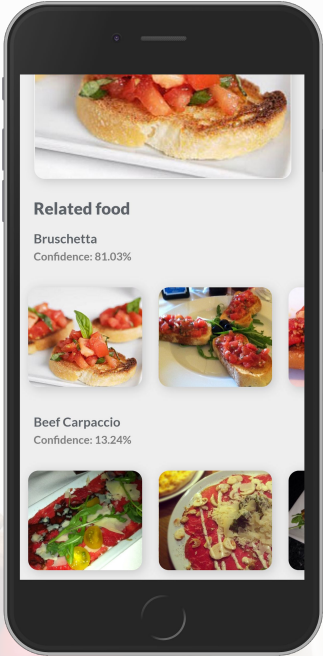 Related food
Bruschetta
Confidence: 81.03%
Beef Carpaccio
Confidence: 13.24%